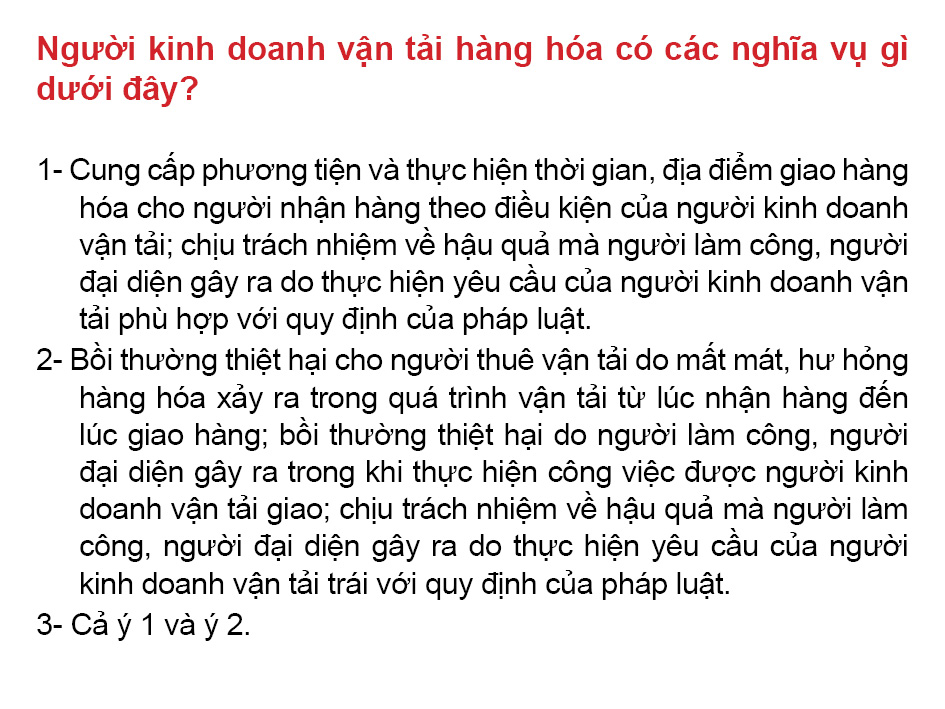 Người kinh doanh vận tải hàng hóa có các nghĩa vụ gì
dưới đây?
1- Cung cấp phương tiện và thực hiện thời gian, địa điểm giao hàng
hóa cho người nhận hàng theo điều kiện của người kinh doanh
vận tải; chịu trách nhiệm về hậu quả mà người làm công, người
đại diện gây ra do thực hiện yêu cầu của người kinh doanh vận
tải phù hợp với quy định của pháp luật.
2- Bồi thường thiệt hại cho người thuê vận tải do mất mát, hư hỏng
hàng hóa xảy ra trong quá trình vận tải từ lúc nhận hàng đến
lúc giao hàng; bồi thường thiệt hại do người làm công, người
đại diện gây ra trong khi thực hiện công việc được người kinh
doanh vận tải giao; chịu trách nhiệm về hậu quả mà người làm
công, người đại diện gây ra do thực hiện yêu cầu của người
kinh doanh vận tải trái với quy định của pháp luật.
3- Cả ý 1 và ý 2.